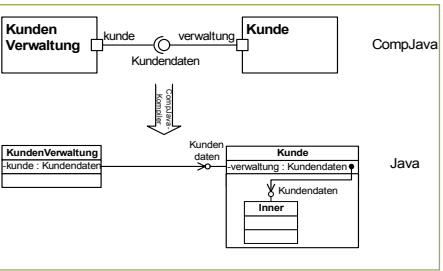 Kunden
Verwaltung
kunde
verwaltung
Kunde
Kundendaten
CompJava
CompJava-
Kompiler
KundenVerwaltung
-kunde : Kundendaten
Kunden
daten
Kunde
-verwaltung : Kundendaten
Java
Kundendaten
Inner